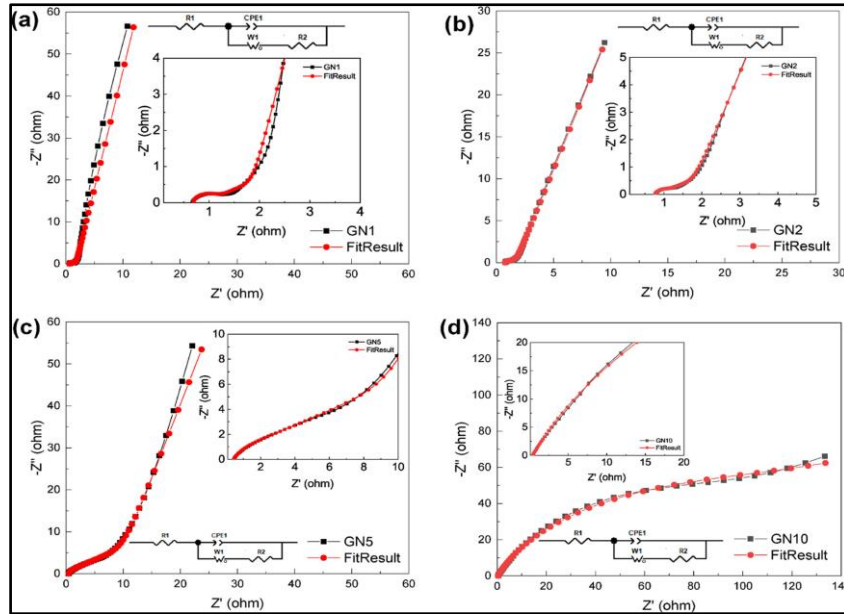 (a)
R1
CPE1
W1
R2
-Z'' (ohm)
60
50
40
30
20
10
0
0
10
20
30
40
50
60
Z' (ohm)
GN1
FitResult
-Z'' (ohm)
4
3
2
1
0
1
2
3
4
Z' (ohm)
GN1
FitResult
(b)
R1
CPE1
W1
R2
-Z'' (ohm)
30
25
20
15
10
5
0
0
5
10
15
20
25
30
Z' (ohm)
GN2
FitResult
-Z'' (ohm)
5
4
3
2
1
0
0
1
2
3
4
5
Z' (ohm)
GN2
FitResult
(c)
-Z'' (ohm)
60
50
40
30
20
10
0
0
10
20
30
40
50
60
Z' (ohm)
GN5
FitResult
-Z'' (ohm)
8
6
4
2
0
2
4
6
8
10
Z' (ohm)
GN5
FitResult
R1
CPE1
W1
R2
(d)
-Z'' (ohm)
140
120
100
80
60
40
20
0
0
20
40
60
80
100
120
14
Z' (ohm)
GN10
FitResult
-Z'' (ohm)
20
15
10
5
0
5
10
15
20
Z' (ohm)
GN10
FitResult
R1
CPE1
W1
R2